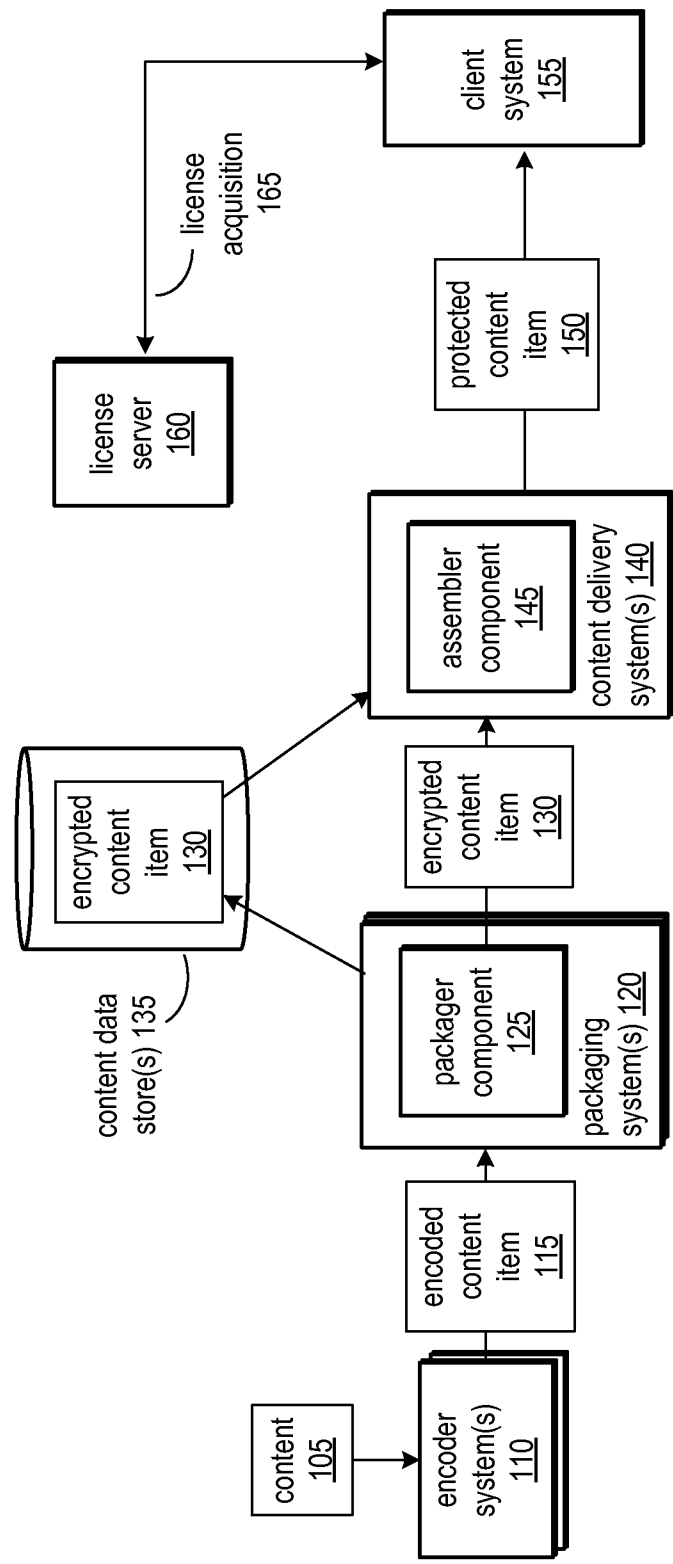 content
105
encoder
system(s)
110
encoded
content
item
115
packager
component
125
packaging
system(s) 120
content data
store(s) 135
encrypted
content
item
130
encrypted
content
item
130
assembler
component
145
content delivery
system(s) 140
license
server
160
license
acquisition
165
protected
content
item
150
client
system
155